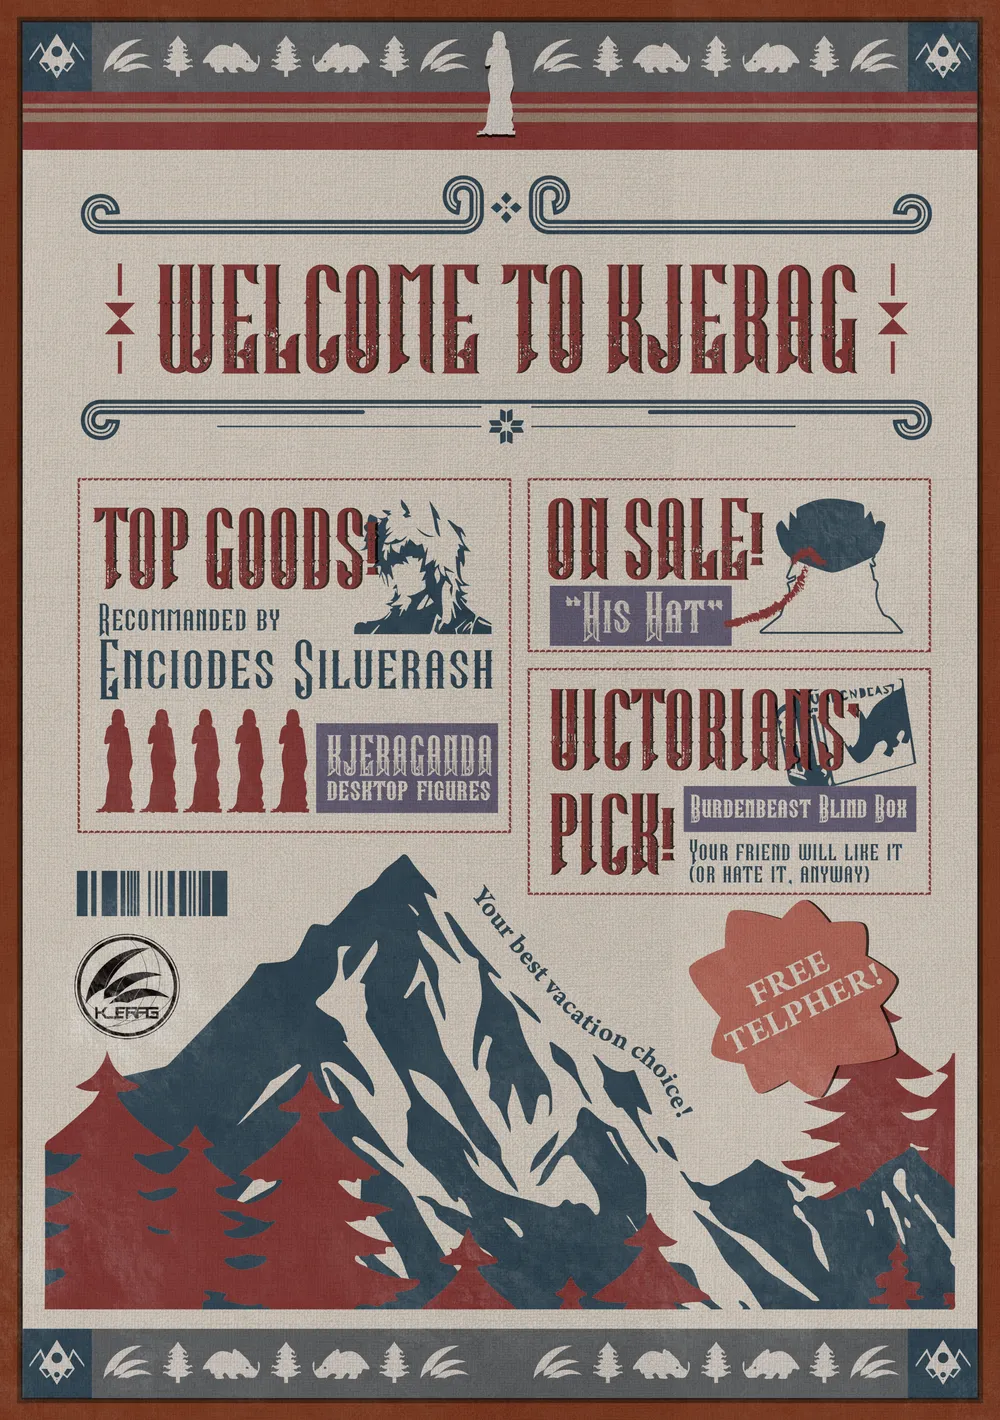 WELCOME TO KJERAG
TOP GOODS!
RECOMMANDED BY
ENCIODES SILVERASH
KJERAGANDA
DESKTOP FIGURES
ON SALE!
"HIS HAT"
VICTORIANS'
PICK!
BURDENBEAST BLIND BOX
YOUR FRIEND WILL LIKE IT
(OR HATE IT, ANYWAY)
Your best vacation choice!
FREE
TELPHER!
KJERAG